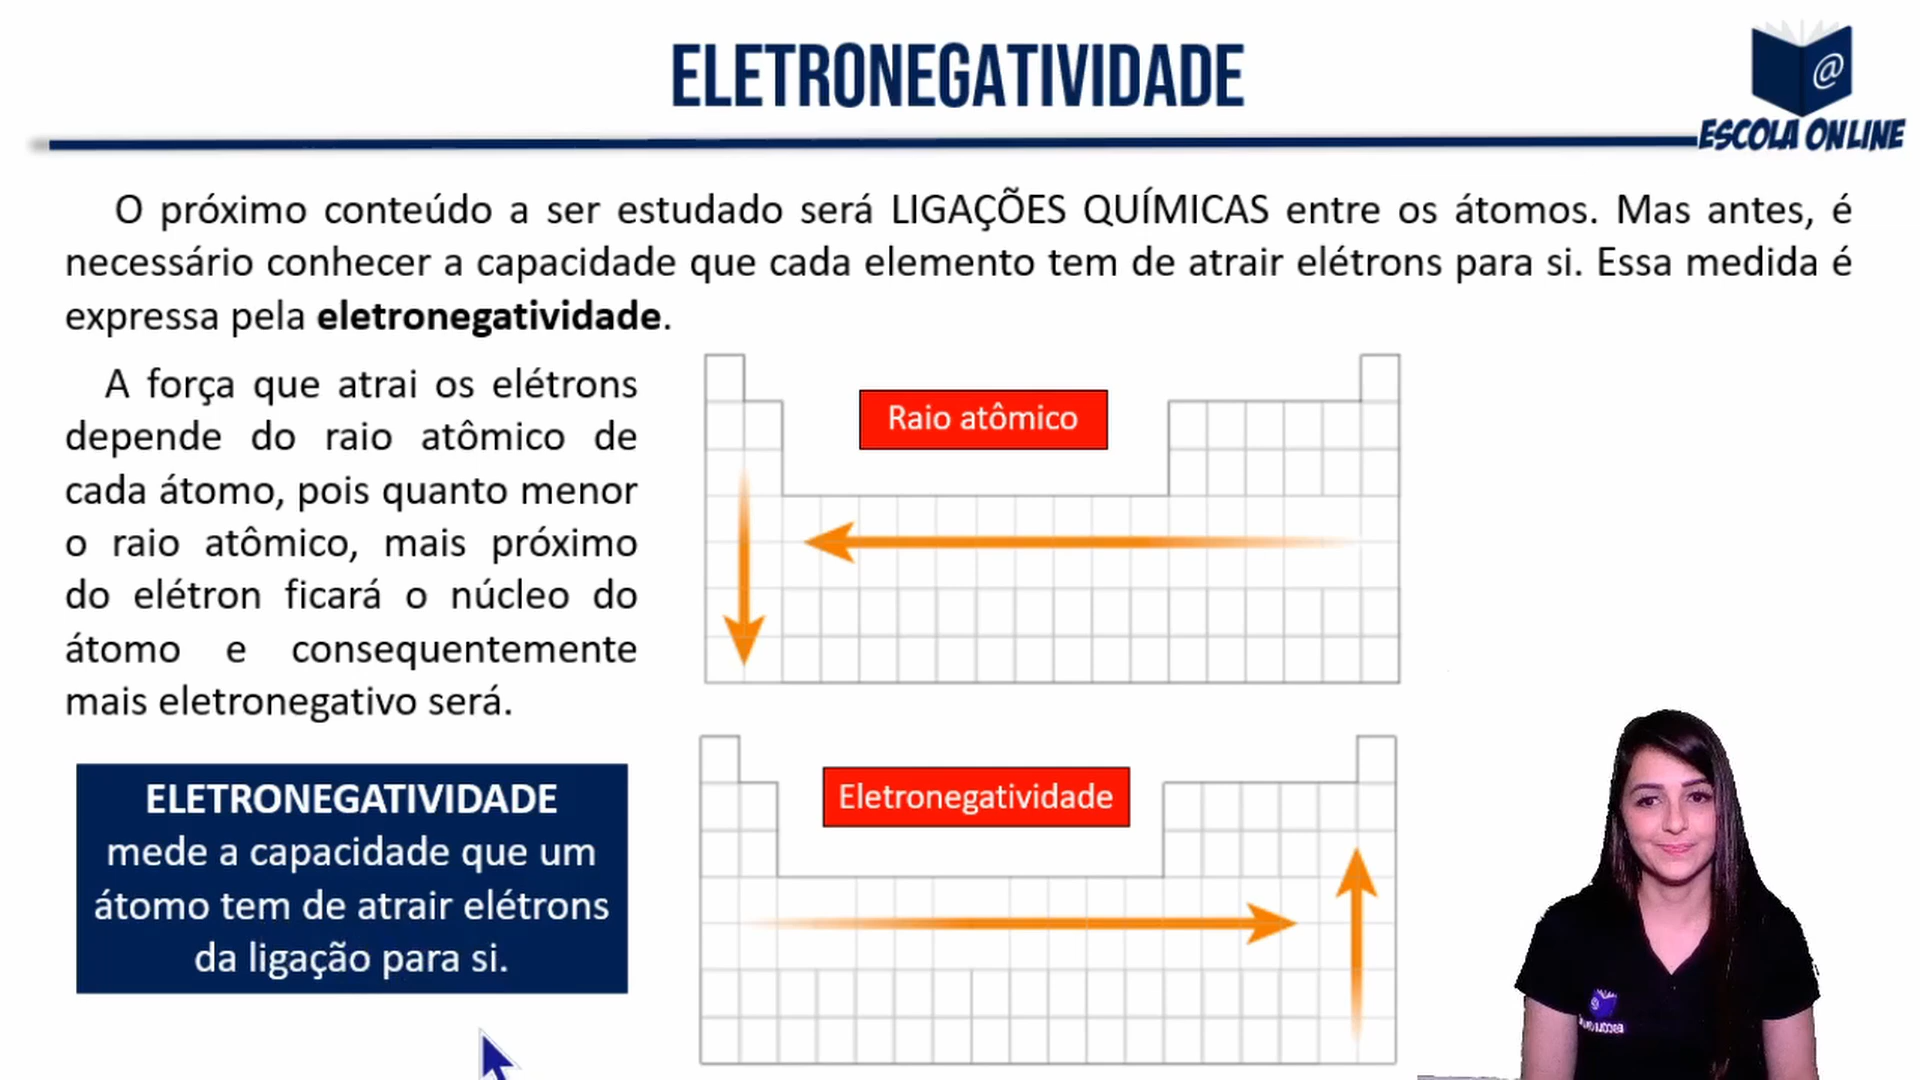 ELETRONEGATIVIDADE
@
ESCOLA ONLINE
O próximo conteúdo a ser estudado será LIGAÇÕES QUÍMICAS entre os átomos. Mas antes, é
necessário conhecer a capacidade que cada elemento tem de atrair elétrons para si. Essa medida é
expressa pela eletronegatividade.
A força que atrai os elétrons
depende do raio atômico de
cada átomo, pois quanto menor
o raio atômico, mais próximo
do elétron ficará o núcleo do
átomo e consequentemente
mais eletronegativo será.
Raio atômico
ELETRONEGATIVIDADE
mede a capacidade que um
átomo tem de atrair elétrons
da ligação para si.
Eletronegatividade